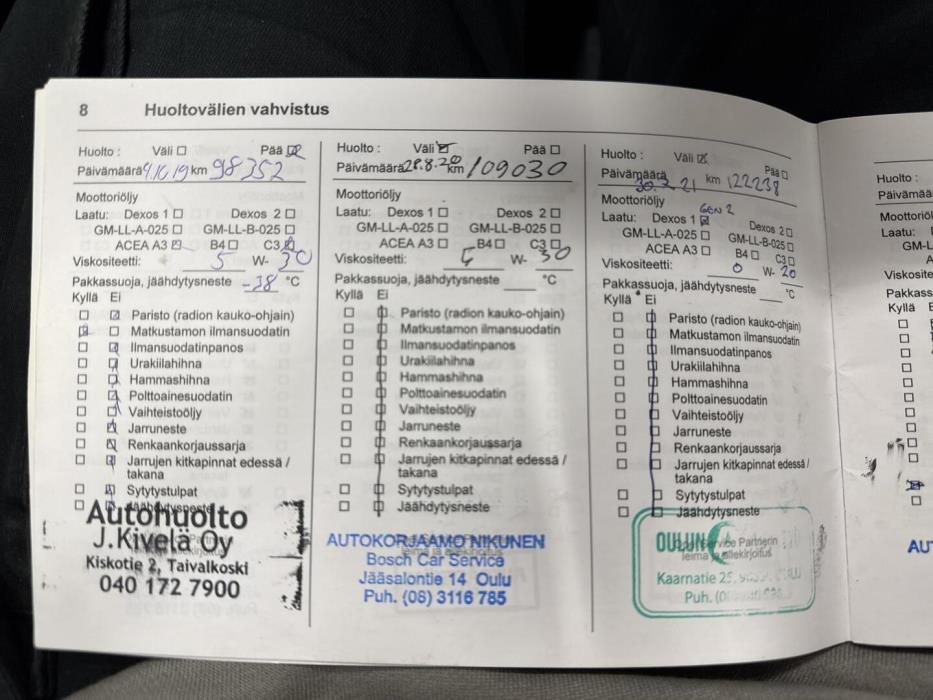 8 Huoltovälien vahvistus
Huolto : Väli Pää
Päivämäärä 4.10.19 km 98352
Moottoriöljy
Laatu: Dexos 1 Dexos 2
GM-LL-A-025 GM-LL-B-025
ACEA A3 B4 C3
Viskositeetti: 5 W- 30
Pakkassuoja, jäähdytysneste -38 °C
Kyllä Ei
Paristo (radion kauko-ohjain)
Matkustamon ilmansuodatin
Ilmansuodatinpanos
Urakiilahihna
Hammashihna
Polttoainesuodatin
Vaihteistoöljy
Jarruneste
Renkaankorjaussarja
Jarrujen kitkapinnat edessä /
takana
Sytytystulpat
Jäähdytysneste
Autohuolto
J.Kivelä Oy
Kiskotie 2, Taivalkoski
040 172 7900
Huolto : Väli Pää
Päivämäärä 28.8.20 km 109030
Moottoriöljy
Laatu: Dexos 1 Dexos 2
GM-LL-A-025 GM-LL-B-025
ACEA A3 B4 C3
Viskositeetti: W- 30
Pakkassuoja, jäähdytysneste °C
Kyllä Ei
Paristo (radion kauko-ohjain)
Matkustamon ilmansuodatin
Ilmansuodatinpanos
Urakiilahihna
Hammashihna
Polttoainesuodatin
Vaihteistoöljy
Jarruneste
Renkaankorjaussarja
Jarrujen kitkapinnat edessä /
takana
Sytytystulpat
Jäähdytysneste
AUTOKORJAAMO NIKUNEN
Bosch Car Service
Jääsalontie 14 Oulu
Puh. (08) 3116 785
Huolto : Väli Pää
Päivämäärä km 122238
Moottoriöljy GEN 2
Laatu: Dexos 1 Dexos 2
GM-LL-A-025 GM-LL-B-025
ACEA A3 B4 C3
Viskositeetti: 0 W- 20
Pakkassuoja, jäähdytysneste °C
Kyllä Ei
Paristo (radion kauko-ohjain)
Matkustamon ilmansuodatin
Ilmansuodatinpanos
Urakiilahihna
Hammashihna
Polttoainesuodatin
Vaihteistoöljy
Jarruneste
Renkaankorjaussarja
Jarrujen kitkapinnat edessä /
takana
Sytytystulpat
Jäähdytysneste
Partnerin
leima ja allekirjoitus
Kaarnatie
Puh.
Huolto :
Moottoriöl
Laatu:
GM-L
Viskosite
Pakkass
Kyllä E
AU